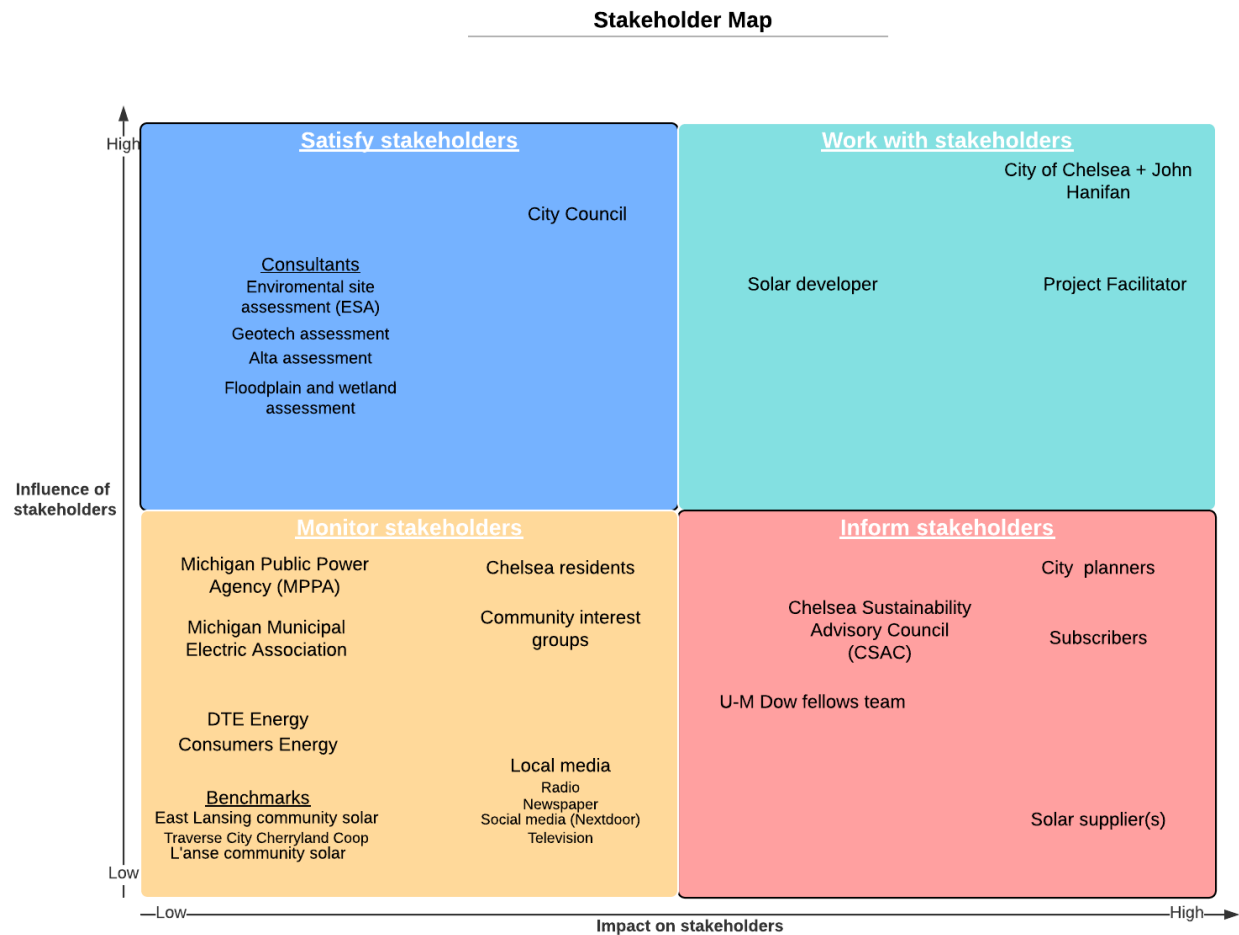 Stakeholder Map
High
Satisfy stakeholders
City Council
Consultants
Enviromental site
assessment (ESA)
Geotech assessment
Alta assessment
Floodplain and wetland
assessment
Work with stakeholders
City of Chelsea + John
Hanifan
Solar developer
Project Facilitator
Influence of
stakeholders
Monitor stakeholders
Michigan Public Power
Agency (MPPA)
Michigan Municipal
Electric Association
DTE Energy
Consumers Energy
Benchmarks
East Lansing community solar
Traverse City Cherryland Coop
L'anse community solar
Chelsea residents
Community interest
groups
Local media
Radio
Newspaper
Social media (Nextdoor)
Television
Inform stakeholders
City planners
Chelsea Sustainability
Advisory Council
(CSAC)
Subscribers
U-M Dow fellows team
Solar supplier(s)
Low
Low
High
Impact on stakeholders